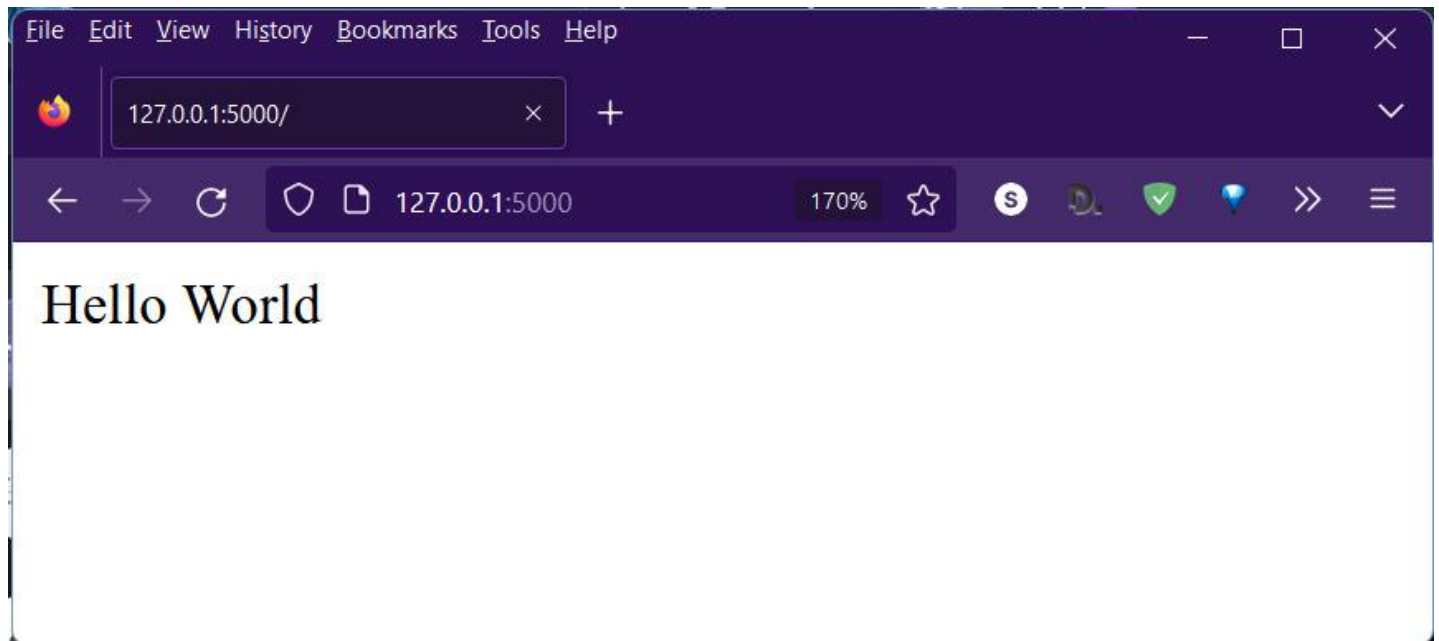 File Edit View History Bookmarks Tools Help
127.0.0.1:5000/
127.0.0.1:5000 170% S D.
Hello World